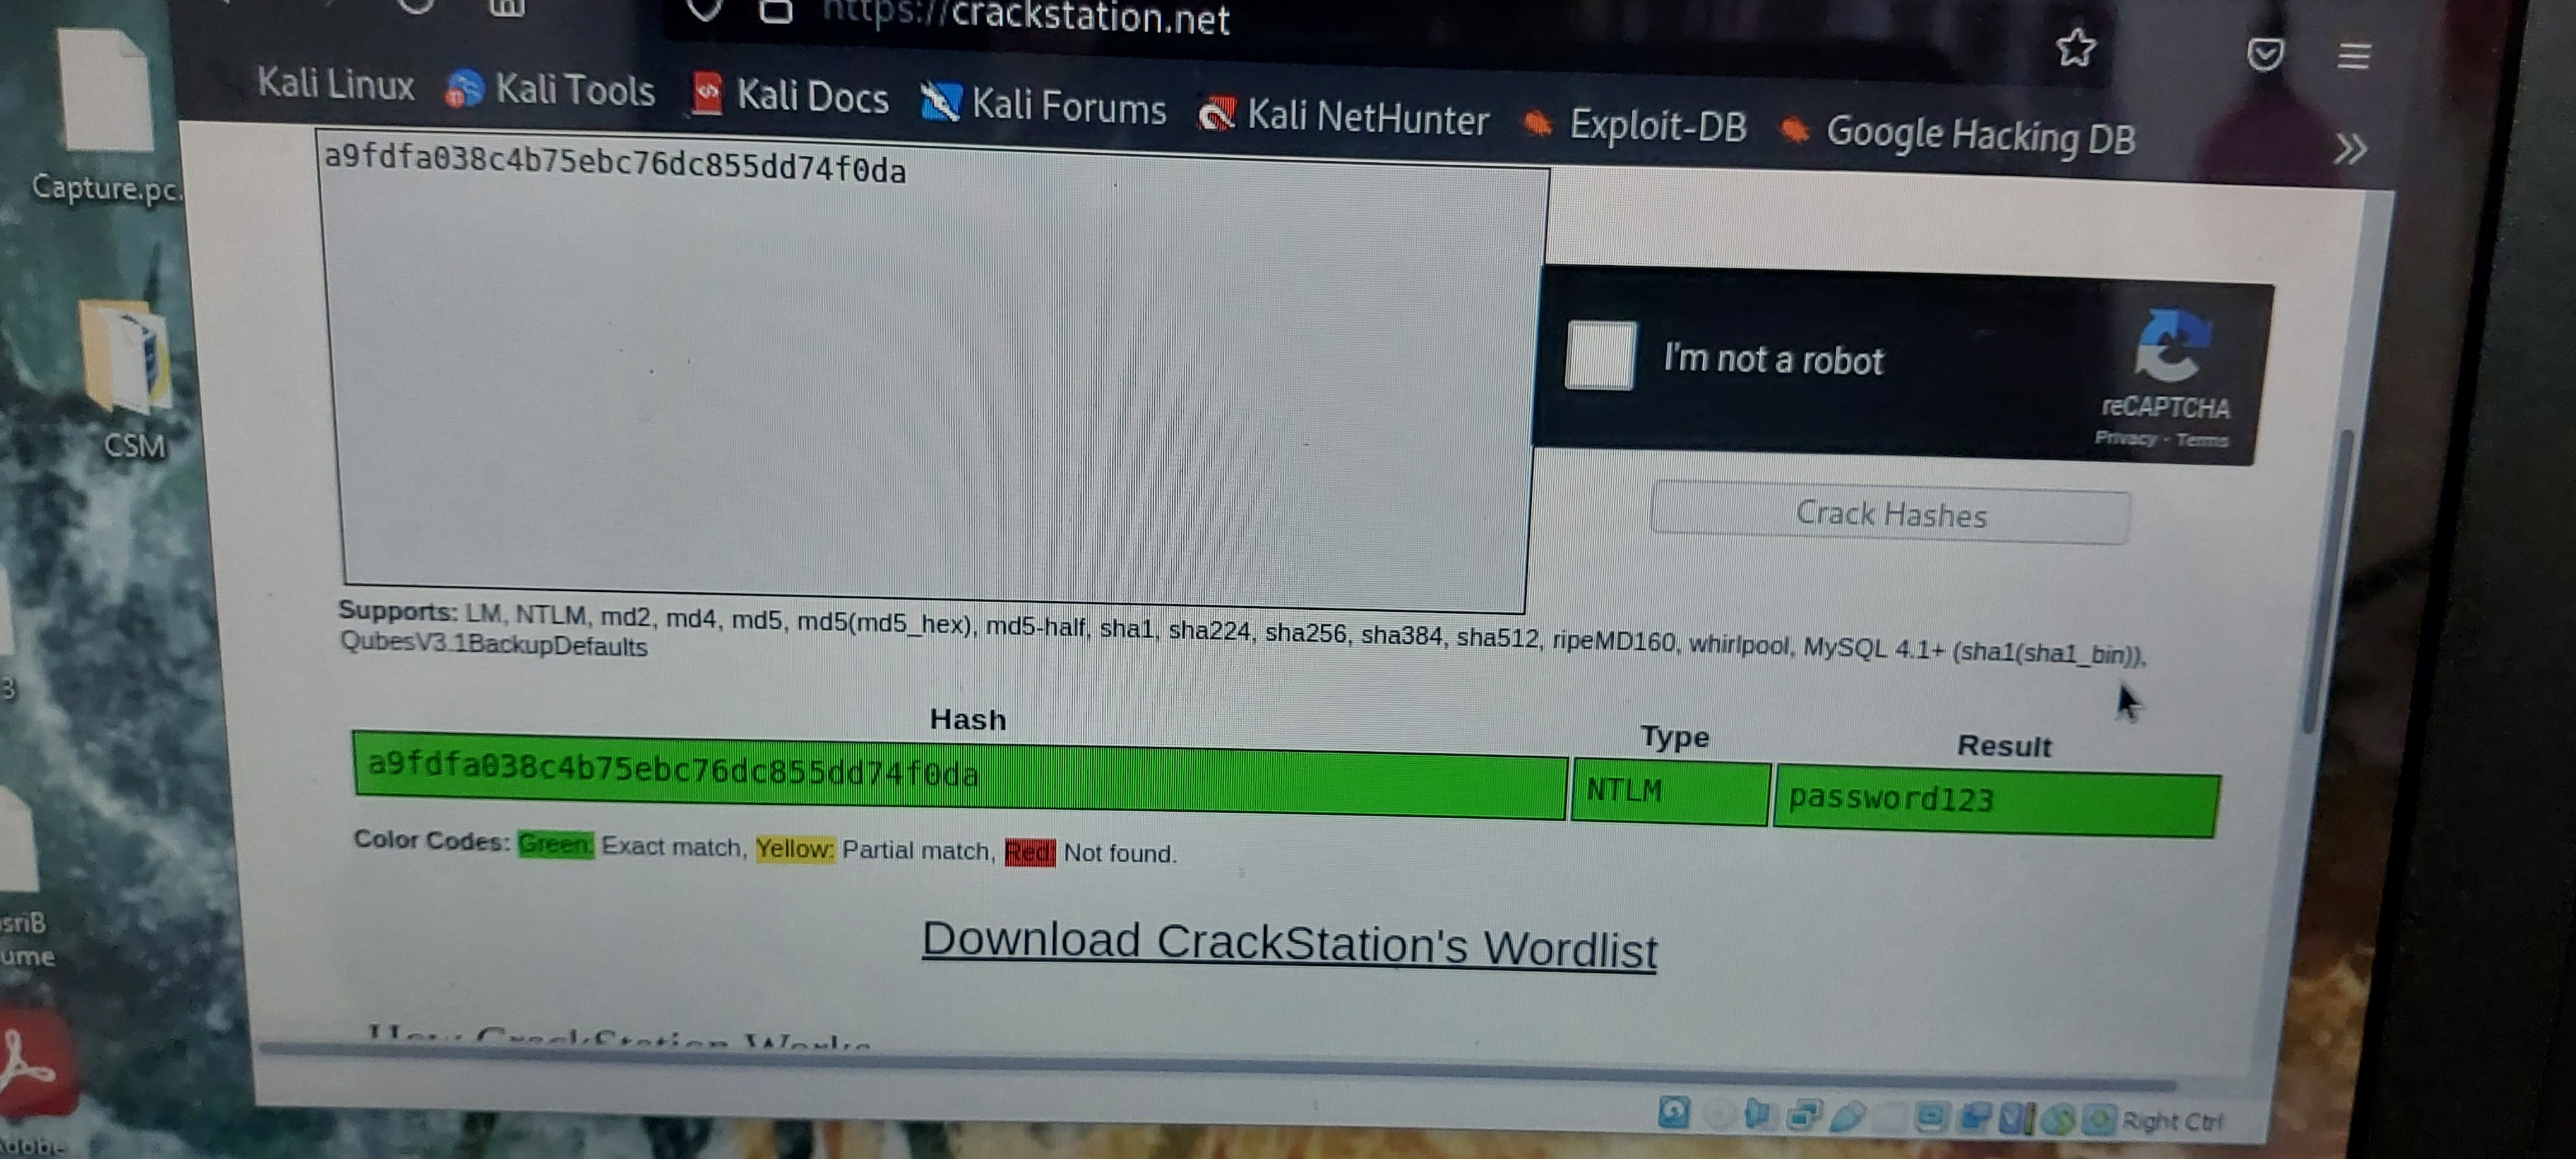 https://crackstation.net
Kali Linux Kali Tools Kali Docs Kali Forums Kali NetHunter Exploit-DB Google Hacking DB
Capture.pc
a9fdfa038c4b75ebc76dc855dd74f0da
I'm not a robot
reCAPTCHA
Privacy - Terms
CSM
Crack Hashes
Supports: LM, NTLM, md2, md4, md5, md5(md5_hex), md5-half, sha1, sha224, sha256, sha384, sha512, ripeMD160, whirlpool, MySQL 4.1+ (sha1(sha1_bin)),
QubesV3.1BackupDefaults
3
Hash Type Result
a9fdfa038c4b75ebc76dc855dd74f0da NTLM password123
Color Codes: Green: Exact match, Yellow: Partial match, Red: Not found.
sriB
ume
Download CrackStation's Wordlist
How CrackStation Works
Right Ctrl
Adobe